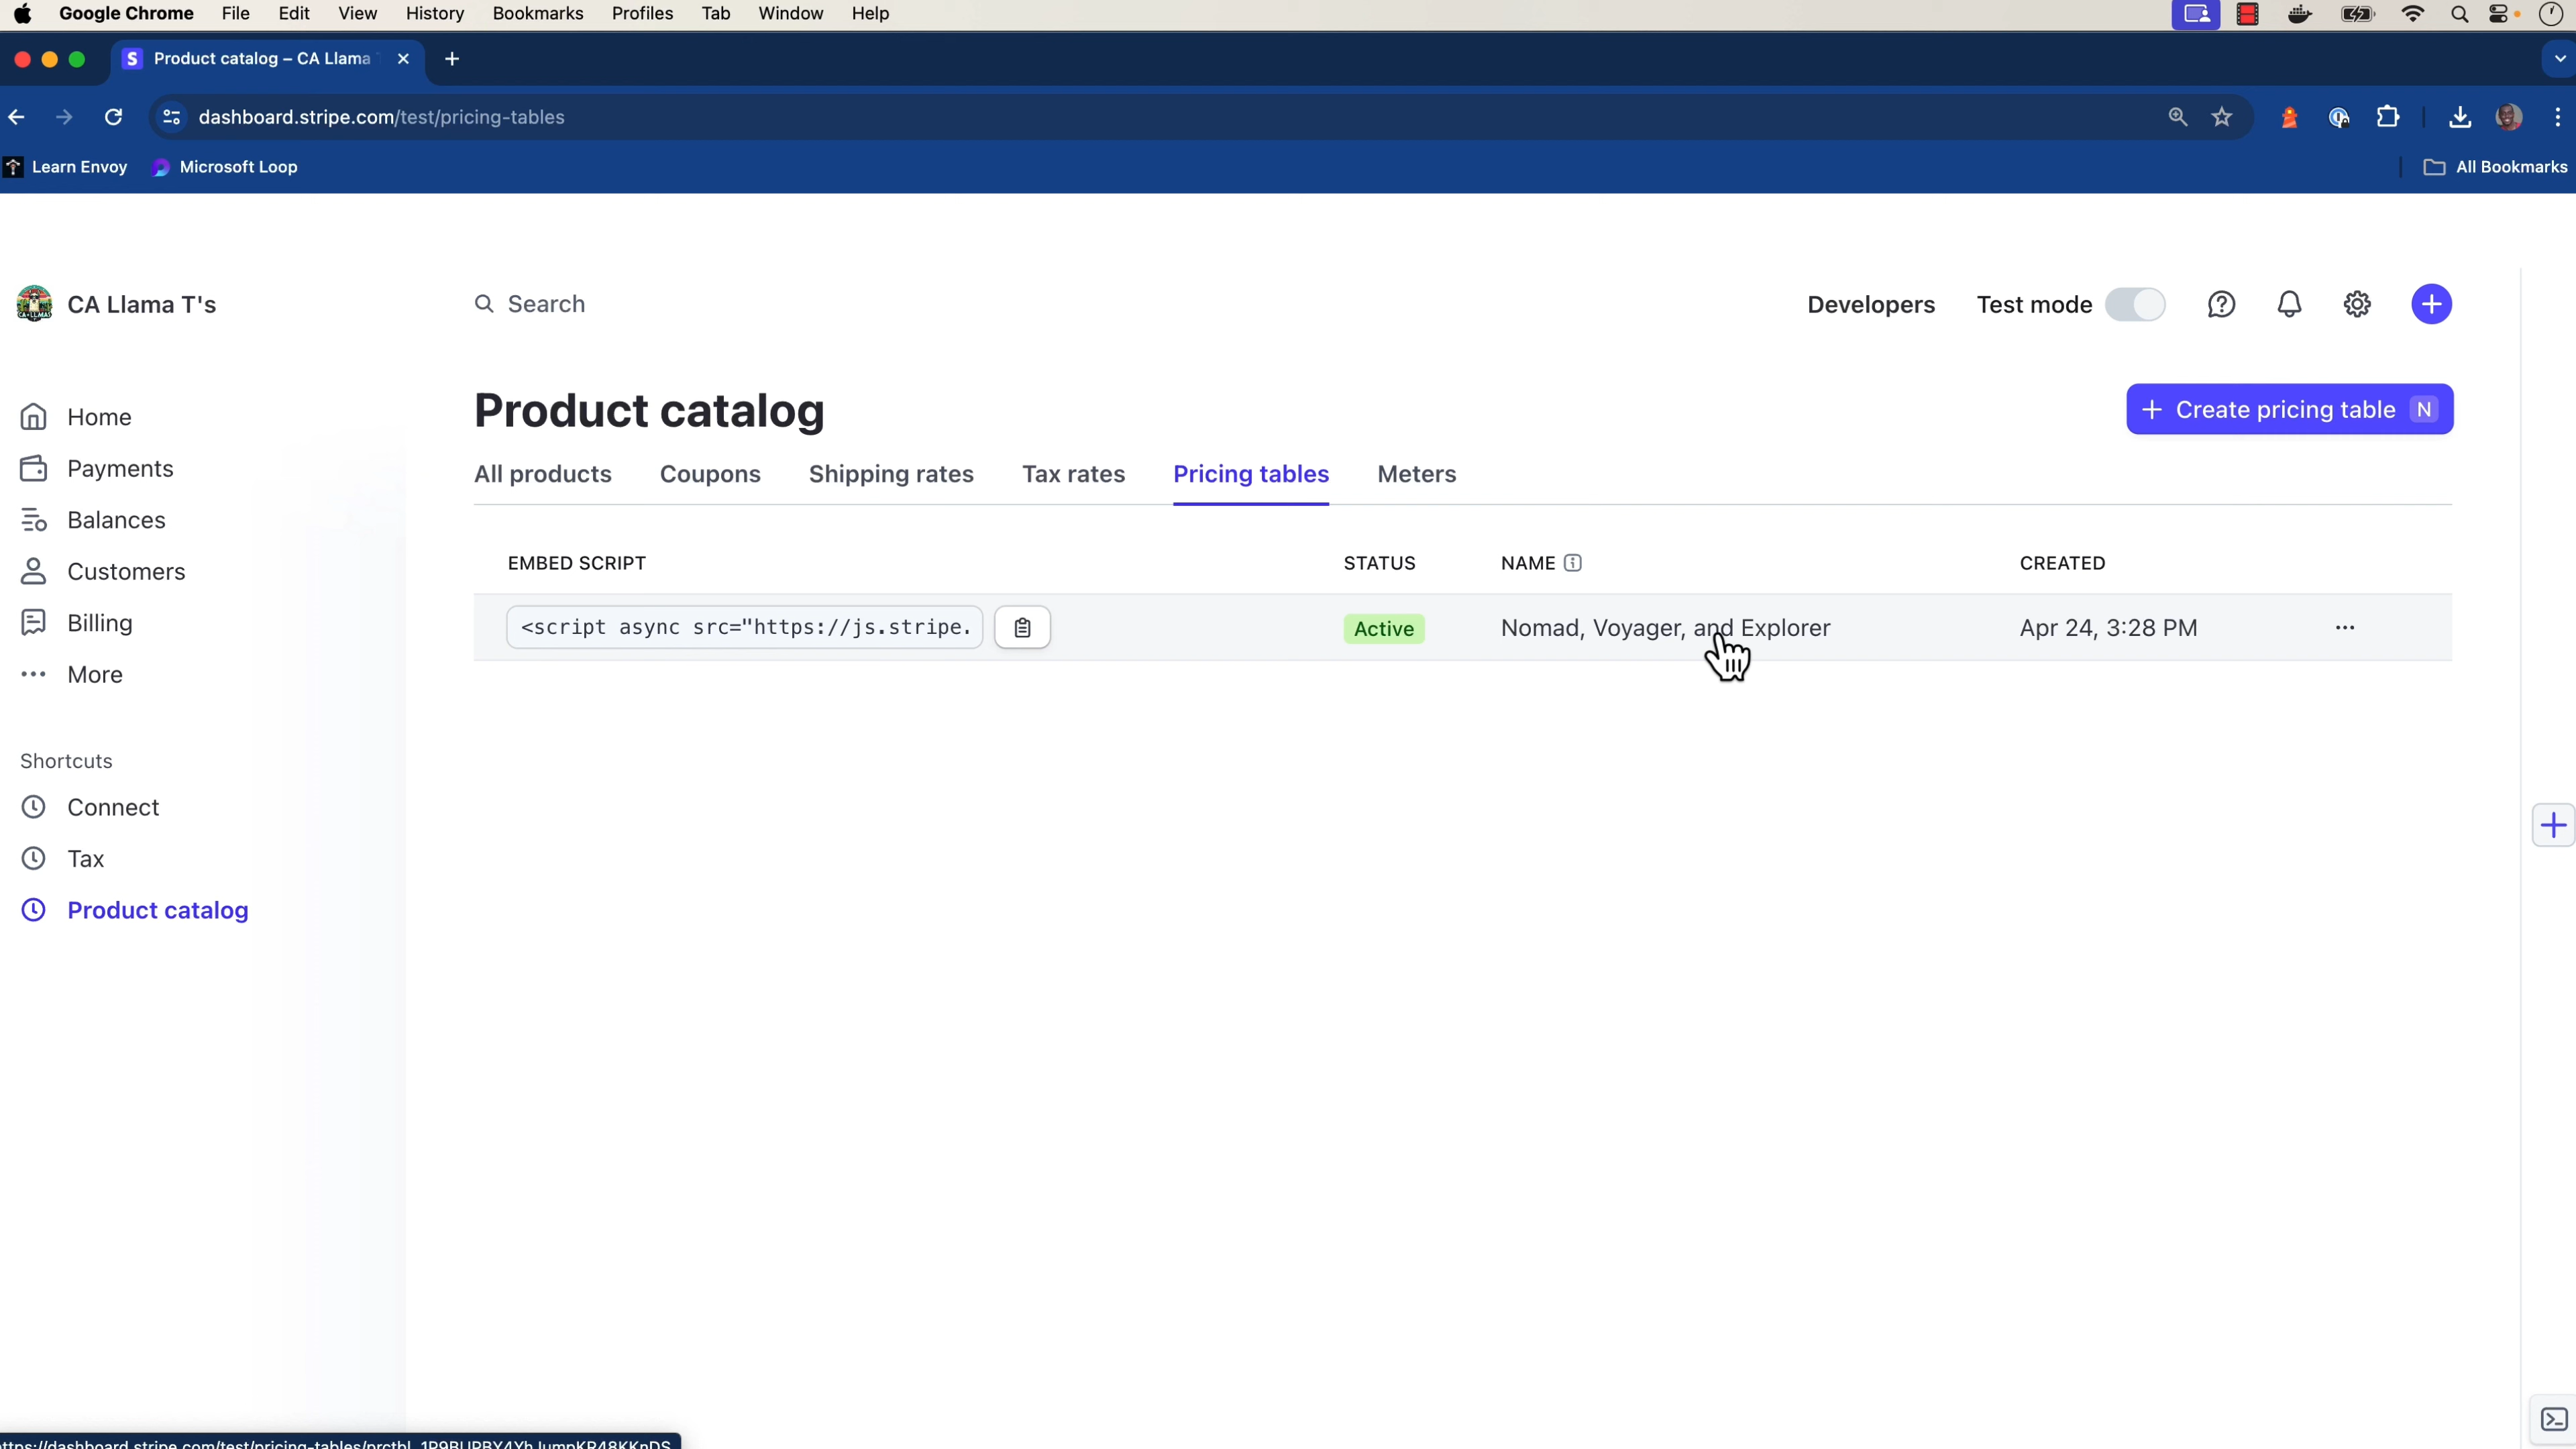 Google Chrome File Edit View History Bookmarks Profiles Tab Window Help
Product catalog – CA Llama
dashboard.stripe.com/test/pricing-tables
Learn Envoy Microsoft Loop All Bookmarks
CA Llama T's Search Developers Test mode
Home
Payments
Balances
Customers
Billing
More
Shortcuts
Connect
Tax
Product catalog
Product catalog + Create pricing table N
All products Coupons Shipping rates Tax rates Pricing tables Meters
EMBED SCRIPT STATUS NAME CREATED
<script async src="https://js.stripe. Active Nomad, Voyager, and Explorer Apr 24, 3:28 PM